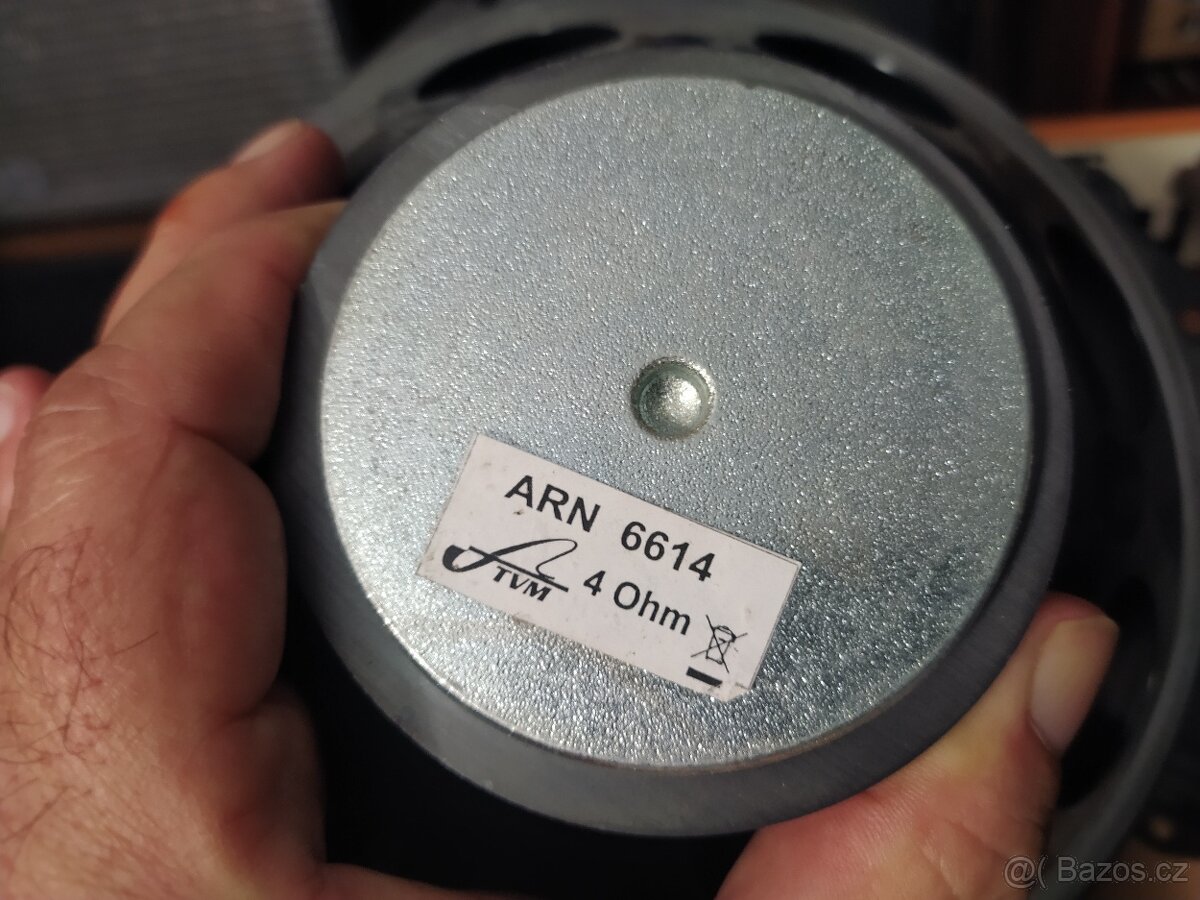 ARN 6614
TVM 4 Ohm
@( Bazos.cz